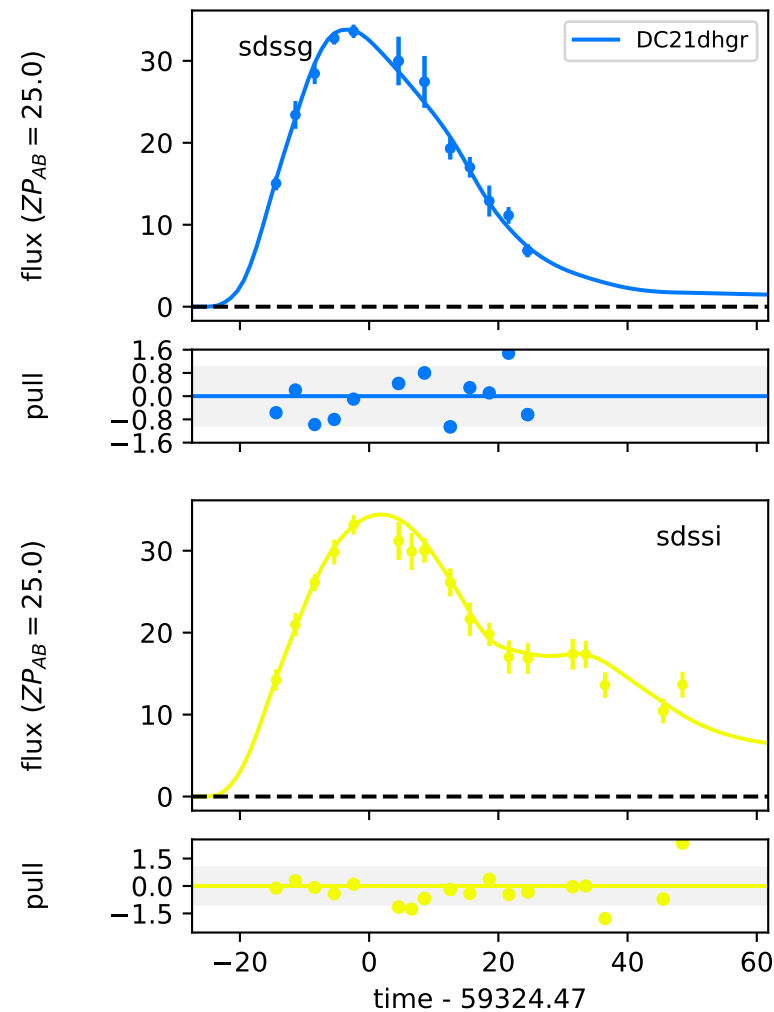 sdssg
DC21dhgr
flux (ZP_AB = 25.0)
30
20
10
0
pull
1.6
0.8
0.0
−0.8
−1.6
sdssi
flux (ZP_AB = 25.0)
30
20
10
0
pull
1.5
0.0
−1.5
−20 0 20 40 60
time - 59324.47